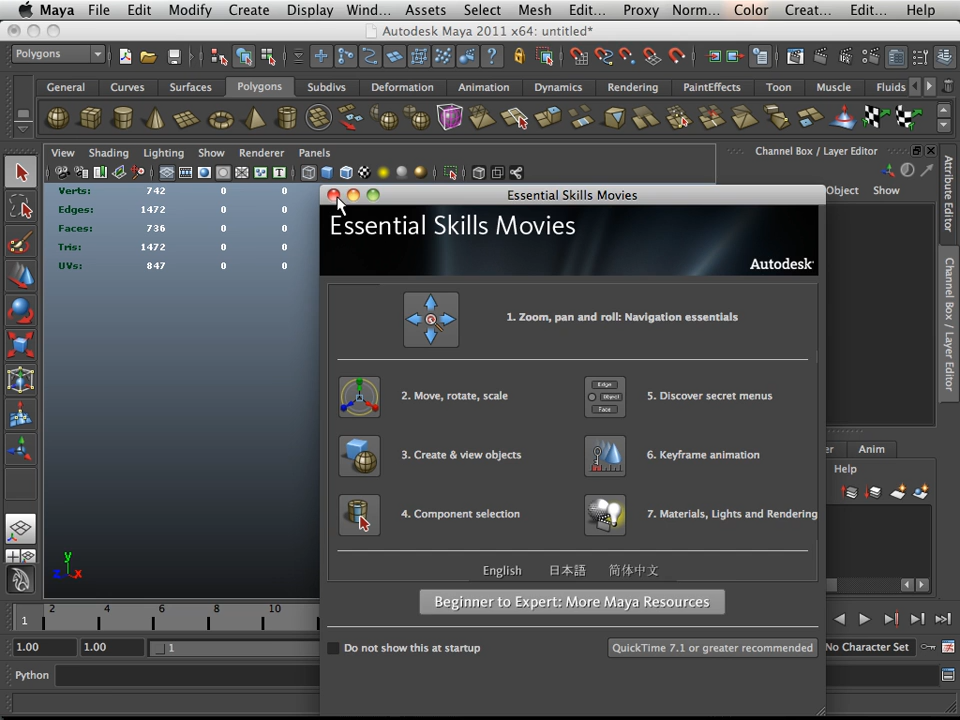 Maya File Edit Modify Create Display Wind... Assets Select Mesh Edit... Proxy Norm... Color Creat... Edit... Help
Autodesk Maya 2011 x64: untitled*
Polygons
General Curves Surfaces Polygons Subdivs Deformation Animation Dynamics Rendering PaintEffects Toon Muscle Fluids
View Shading Lighting Show Renderer Panels
Channel Box / Layer Editor
Object Show
Verts: 742 0 0
Edges: 1472 0 0
Faces: 736 0 0
Tris: 1472 0 0
UVs: 847 0 0
Essential Skills Movies
Essential Skills Movies
Autodesk
1. Zoom, pan and roll: Navigation essentials
2. Move, rotate, scale
5. Discover secret menus
Edge
Object
Face
3. Create & view objects
6. Keyframe animation
4. Component selection
7. Materials, Lights and Rendering
English 日本語 简体中文
Beginner to Expert: More Maya Resources
Do not show this at startup
QuickTime 7.1 or greater recommended
Attribute Editor
Channel Box / Layer Editor
er Anim
Help
y
z x
1 2 4 6 8 10
1.00 1.00 1
No Character Set
Python